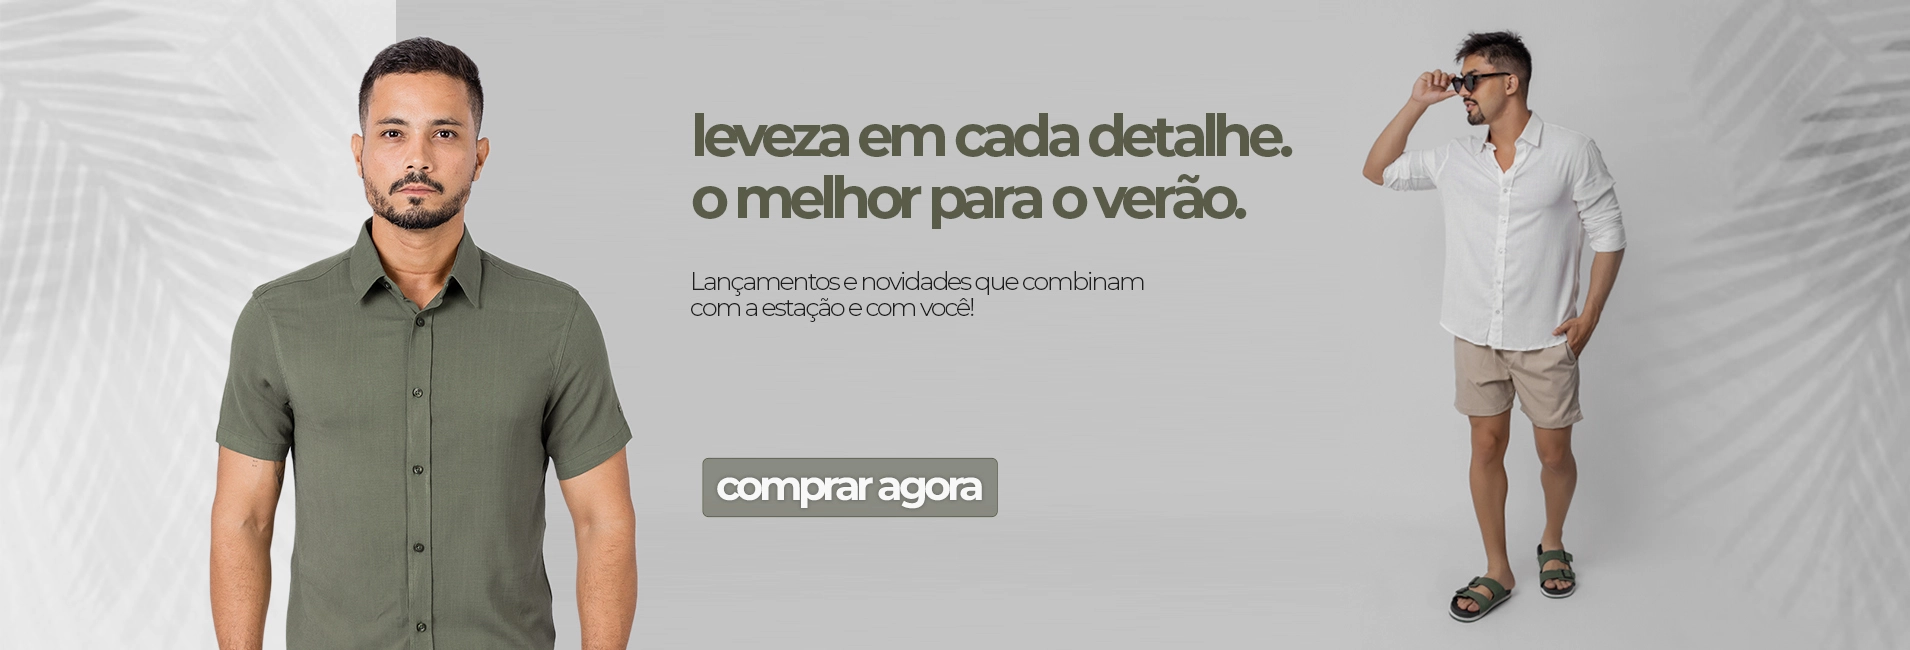 leveza em cada detalhe.
o melhor para o verão.
Lançamentos e novidades que combinam
com a estação e com você!
comprar agora